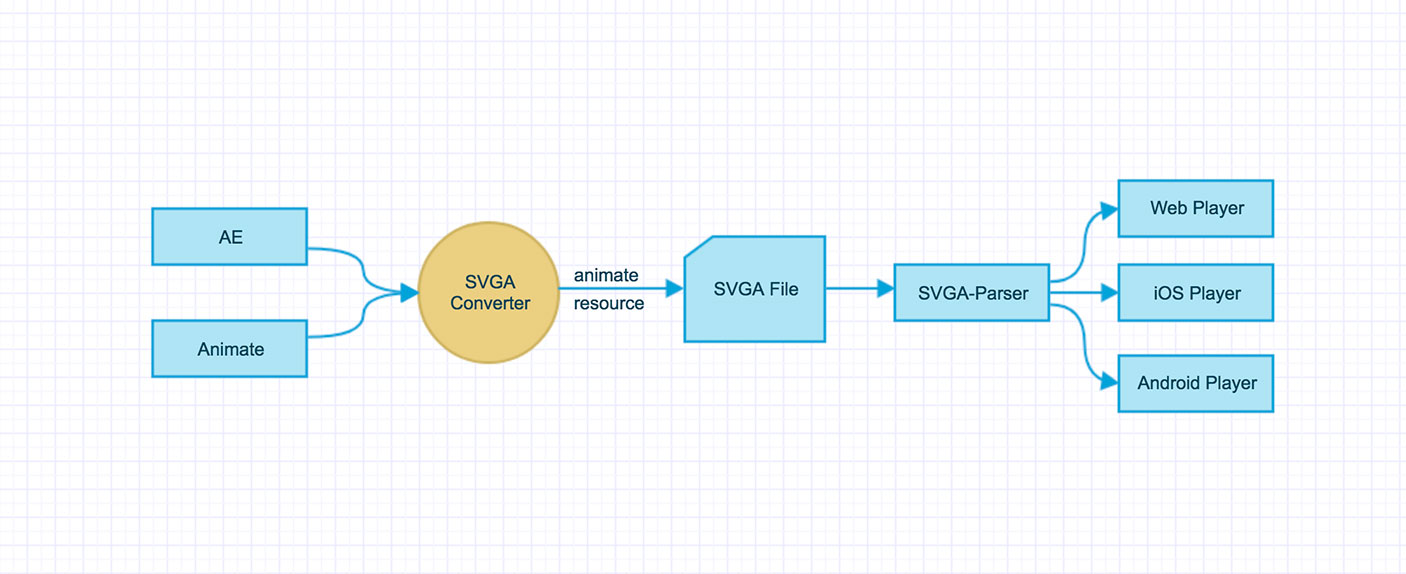 AE
Animate
SVGA
Converter
animate
resource
SVGA File
SVGA-Parser
Web Player
iOS Player
Android Player